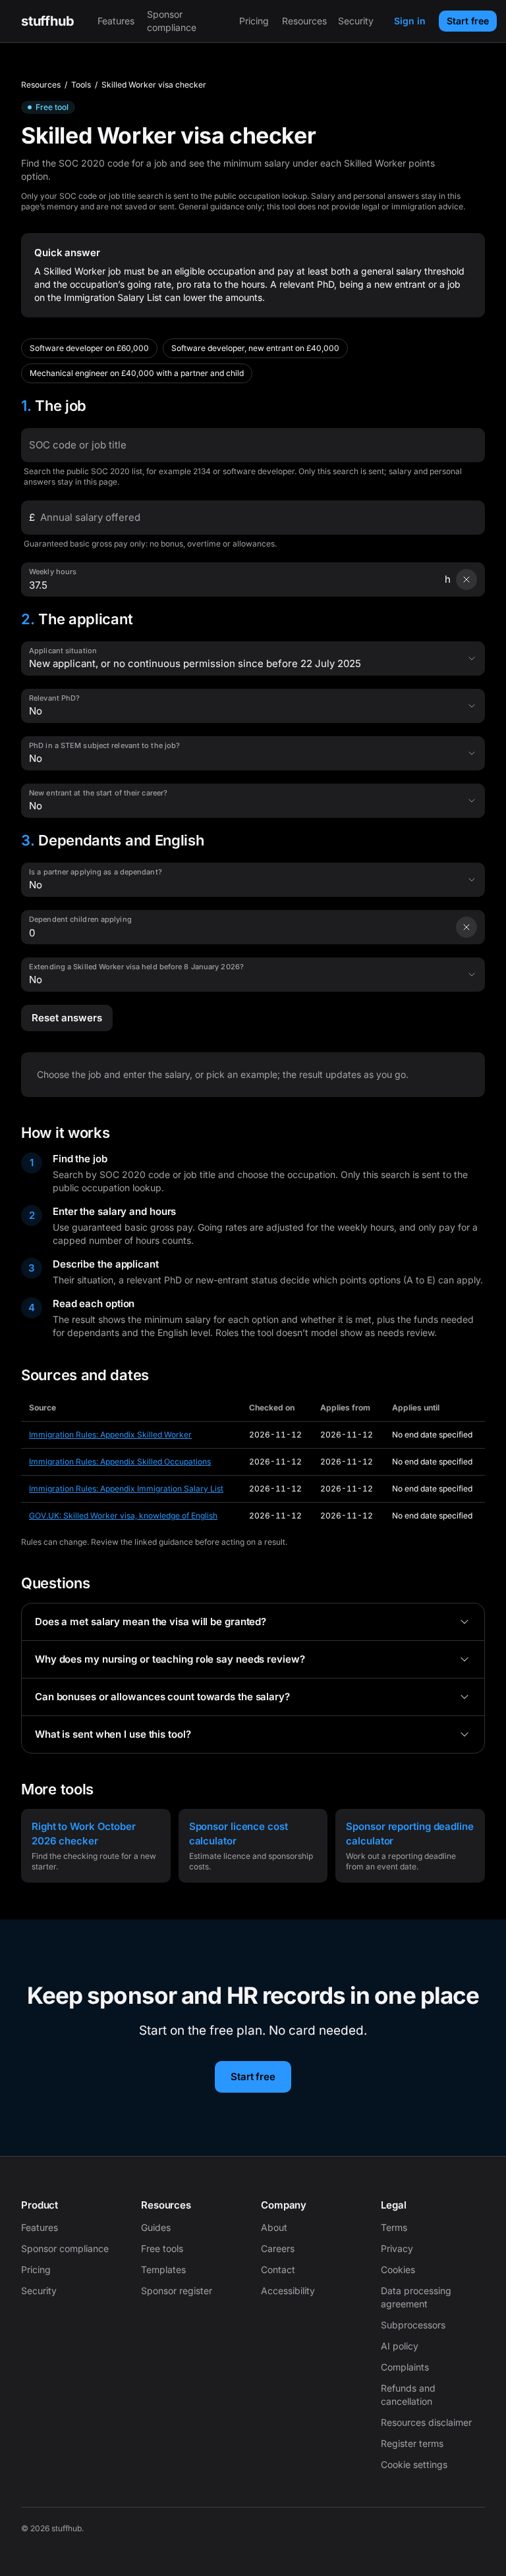 stuffhub
Features
Sponsor compliance
Pricing
Resources
Security
Sign in
Start free
Resources / Tools / Skilled Worker visa checker
Free tool
Skilled Worker visa checker
Find the SOC 2020 code for a job and see the minimum salary under each Skilled Worker points
option.
Only your SOC code or job title search is sent to the public occupation lookup. Salary and personal answers stay in this
page's memory and are not saved or sent. General guidance only; this tool does not provide legal or immigration advice.
Quick answer
A Skilled Worker job must be an eligible occupation and pay at least both a general salary threshold
and the occupation's going rate, pro rata to the hours. A relevant PhD, being a new entrant or a job
on the Immigration Salary List can lower the amounts.
Software developer on £60,000
Software developer, new entrant on £40,000
Mechanical engineer on £40,000 with a partner and child
1. The job
SOC code or job title
Search the public SOC 2020 list, for example 2134 or software developer. Only this search is sent; salary and personal
answers stay in this page.
£ Annual salary offered
Guaranteed basic gross pay only: no bonus, overtime or allowances.
Weekly hours
37.5
h
2. The applicant
Applicant situation
New applicant, or no continuous permission since before 22 July 2025
Relevant PhD?
No
PhD in a STEM subject relevant to the job?
No
New entrant at the start of their career?
No
3. Dependants and English
Is a partner applying as a dependant?
No
Dependent children applying
0
Extending a Skilled Worker visa held before 8 January 2026?
No
Reset answers
Choose the job and enter the salary, or pick an example; the result updates as you go.
How it works
1
Find the job
Search by SOC 2020 code or job title and choose the occupation. Only this search is sent to the
public occupation lookup.
2
Enter the salary and hours
Use guaranteed basic gross pay. Going rates are adjusted for the weekly hours, and only pay for a
capped number of hours counts.
3
Describe the applicant
Their situation, a relevant PhD or new-entrant status decide which points options (A to E) can apply.
4
Read each option
The result shows the minimum salary for each option and whether it is met, plus the funds needed
for dependants and the English level. Roles the tool doesn't model show as needs review.
Sources and dates
Source Checked on Applies from Applies until
Immigration Rules: Appendix Skilled Worker 2026-11-12 2026-11-12 No end date specified
Immigration Rules: Appendix Skilled Occupations 2026-11-12 2026-11-12 No end date specified
Immigration Rules: Appendix Immigration Salary List 2026-11-12 2026-11-12 No end date specified
GOV.UK: Skilled Worker visa, knowledge of English 2026-11-12 2026-11-12 No end date specified
Rules can change. Review the linked guidance before acting on a result.
Questions
Does a met salary mean the visa will be granted?
Why does my nursing or teaching role say needs review?
Can bonuses or allowances count towards the salary?
What is sent when I use this tool?
More tools
Right to Work October
2026 checker
Find the checking route for a new
starter.
Sponsor licence cost
calculator
Estimate licence and sponsorship
costs.
Sponsor reporting deadline
calculator
Work out a reporting deadline
from an event date.
Keep sponsor and HR records in one place
Start on the free plan. No card needed.
Start free
Product
Features
Sponsor compliance
Pricing
Security
Resources
Guides
Free tools
Templates
Sponsor register
Company
About
Careers
Contact
Accessibility
Legal
Terms
Privacy
Cookies
Data processing
agreement
Subprocessors
AI policy
Complaints
Refunds and
cancellation
Resources disclaimer
Register terms
Cookie settings
© 2026 stuffhub.